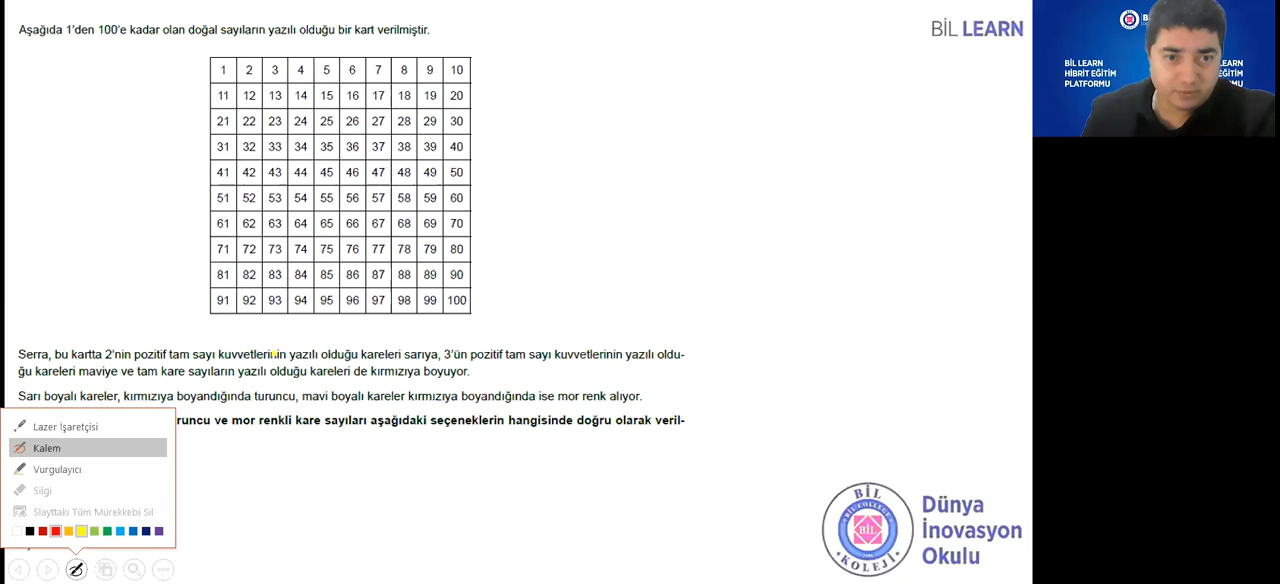 Aşağıda 1'den 100'e kadar olan doğal sayıların yazılı olduğu bir kart verilmiştir.
BİL LEARN
1 2 3 4 5 6 7 8 9 10
11 12 13 14 15 16 17 18 19 20
21 22 23 24 25 26 27 28 29 30
31 32 33 34 35 36 37 38 39 40
41 42 43 44 45 46 47 48 49 50
51 52 53 54 55 56 57 58 59 60
61 62 63 64 65 66 67 68 69 70
71 72 73 74 75 76 77 78 79 80
81 82 83 84 85 86 87 88 89 90
91 92 93 94 95 96 97 98 99 100
Serra, bu kartta 2'nin pozitif tam sayı kuvvetlerinin yazılı olduğu kareleri sarıya, 3'ün pozitif tam sayı kuvvetlerinin yazılı oldu-
ğu kareleri maviye ve tam kare sayıların yazılı olduğu kareleri de kırmızıya boyuyor.
Sarı boyalı kareler, kırmızıya boyandığında turuncu, mavi boyalı kareler kırmızıya boyandığında ise mor renk alıyor.
runcu ve mor renkli kare sayıları aşağıdaki seçeneklerin hangisinde doğru olarak veril-
Lazer İşaretçisi
Kalem
Vurgulayıcı
Silgi
Slayttaki Tüm Mürekkebi Sil
BİL
BİL COLLEGE
BİL
KOLEJİ
Dünya
İnovasyon
Okulu
BİL LEARN
HİBRİT EĞİTİM
PLATFORMU
LEARN
EĞİTİM
MU